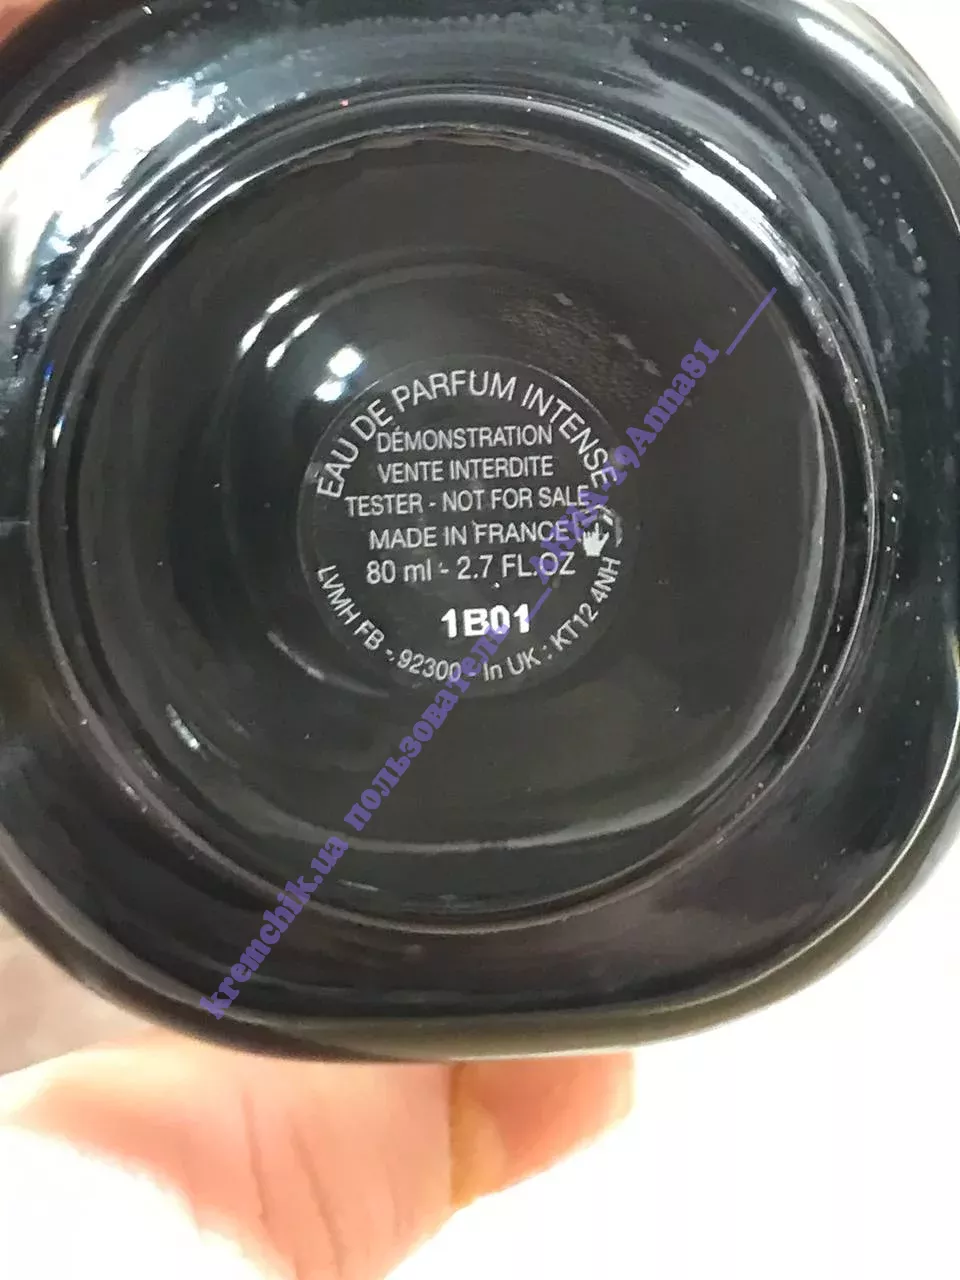 EAU DE PARFUM INTENSE
DÉMONSTRATION
VENTE INTERDITE
TESTER - NOT FOR SALE
MADE IN FRANCE
80 ml - 2.7 FL.OZ
1B01
LVMH FB - 92300 - In UK : KT12 4NH
kremchik.ua пользователь
19Anna81